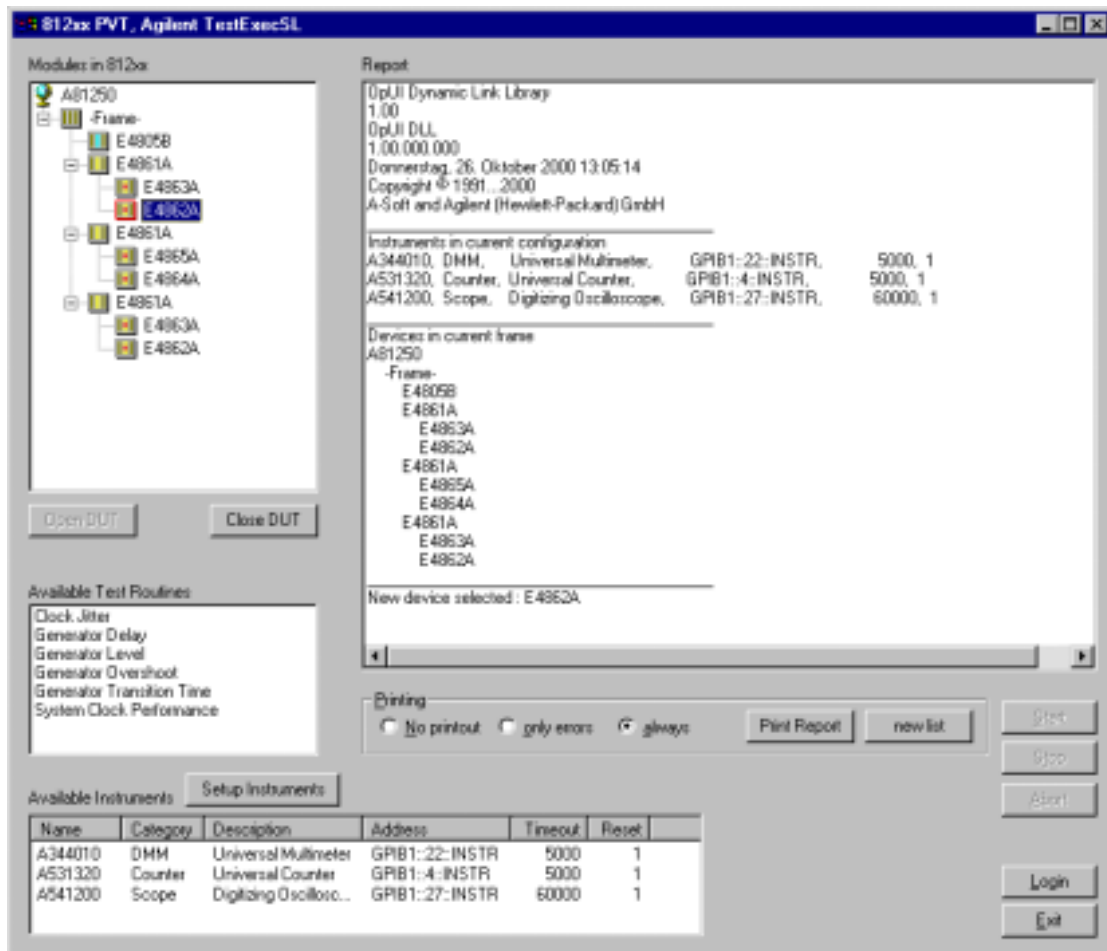 812xx PVT, Agilent TestExecSL
Modules in 812xx
A81250
-Frame-
E4805B
E4861A
E4863A
E4862A
E4861A
E4865A
E4864A
E4861A
E4863A
E4862A
Open DUT Close DUT
Available Test Routines
Clock Jitter
Generator Delay
Generator Level
Generator Overshoot
Generator Transition Time
System Clock Performance
Report
OpUI Dynamic Link Library
1.00
OpUI DLL
1.00.000.000
Donnerstag, 26. Oktober 2000 13:05:14
Copyright © 1991...2000
A-Soft and Agilent (Hewlett-Packard) GmbH
Instruments in current configuration
A344010, DMM, Universal Multimeter, GPIB1::22::INSTR, 5000, 1
A531320, Counter, Universal Counter, GPIB1::4::INSTR, 5000, 1
A541200, Scope, Digitizing Oscilloscope, GPIB1::27::INSTR, 60000, 1
Devices in current frame
A81250
-Frame-
E4805B
E4861A
E4863A
E4862A
E4861A
E4865A
E4864A
E4861A
E4863A
E4862A
New device selected : E4862A
Printing
No printout only errors always Print Report new list
Start
Stop
Abort
Available Instruments Setup Instruments
Name Category Description Address Timeout Reset
A344010 DMM Universal Multimeter GPIB1::22::INSTR 5000 1
A531320 Counter Universal Counter GPIB1::4::INSTR 5000 1
A541200 Scope Digitizing Oscillosc... GPIB1::27::INSTR 60000 1
Login
Exit